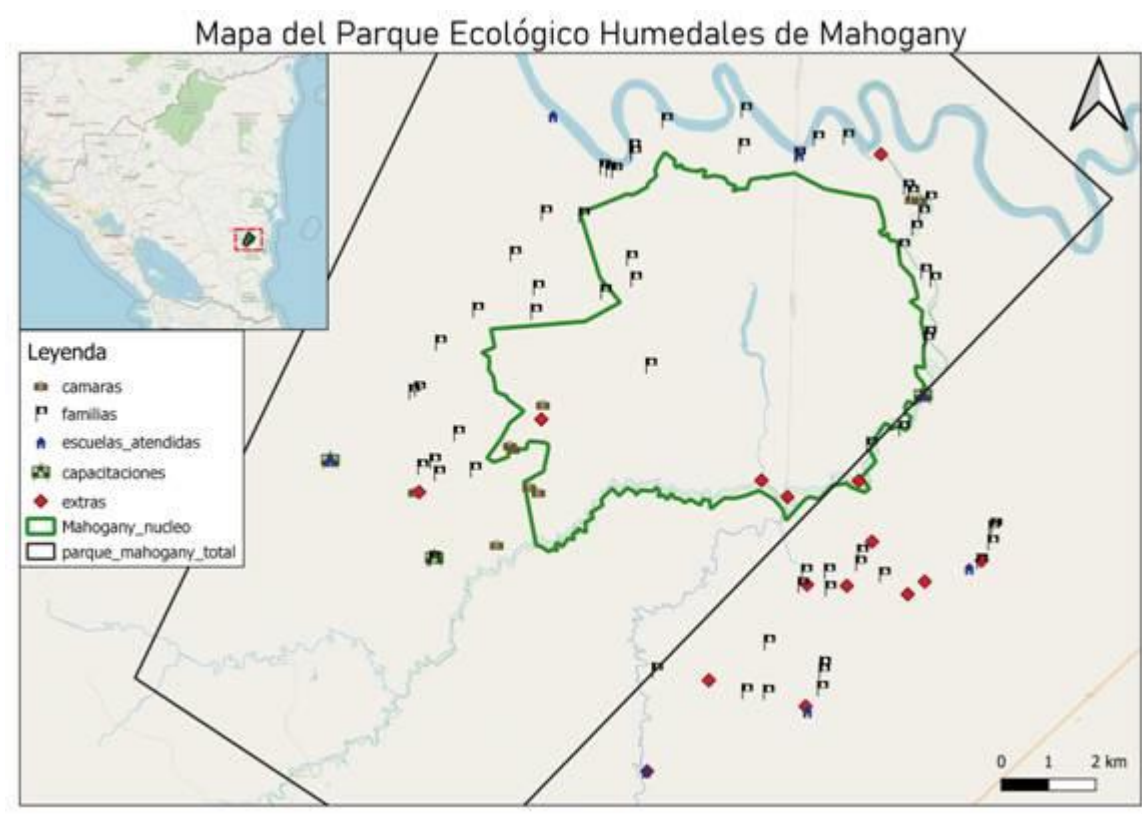 Mapa del Parque Ecológico Humedales de Mahogany
Leyenda
camaras
familias
escuelas_atendidas
capacitaciones
extras
Mahogany_nucleo
parque_mahogany_total
0 1 2 km